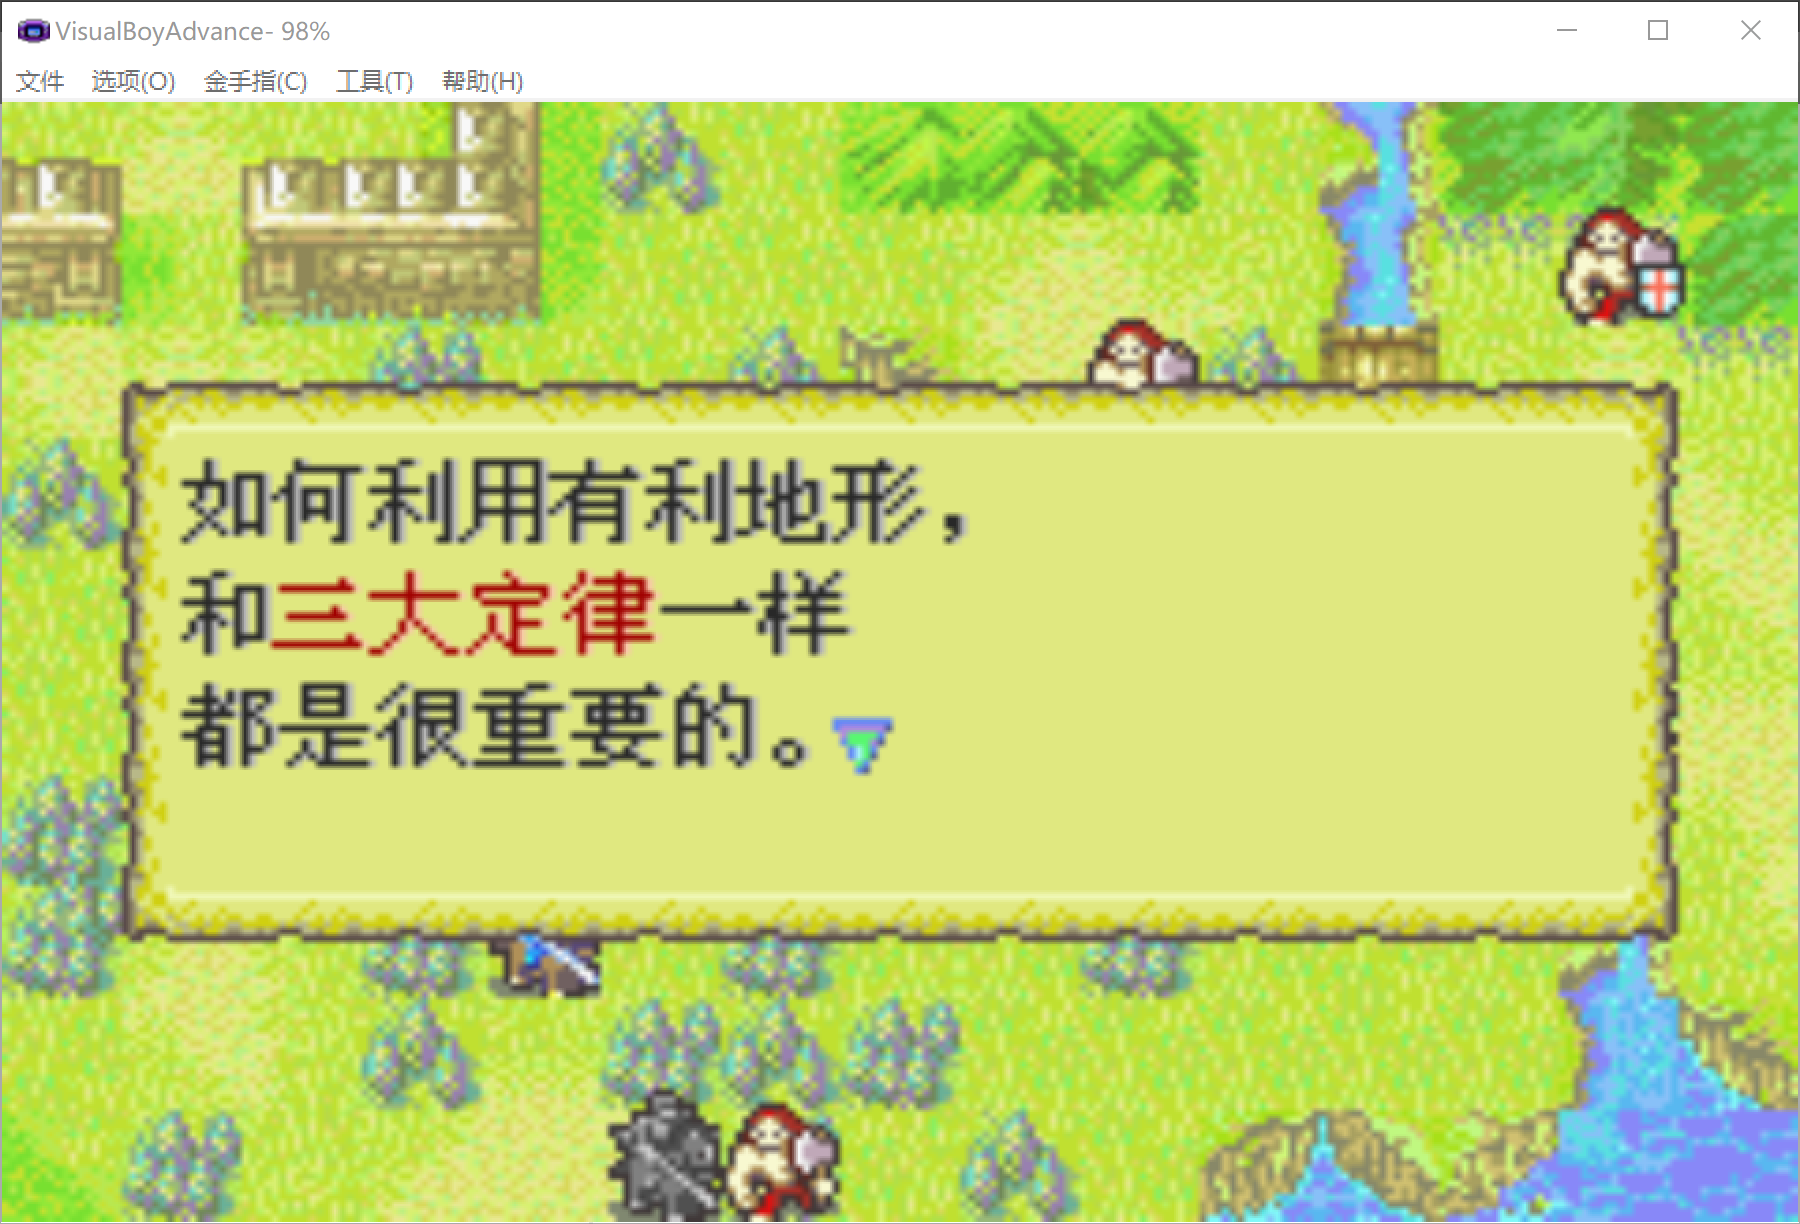 VisualBoyAdvance- 98%
文件 选项(O) 金手指(C) 工具(T) 帮助(H)
如何利用有利地形，
和三大定律一样
都是很重要的。